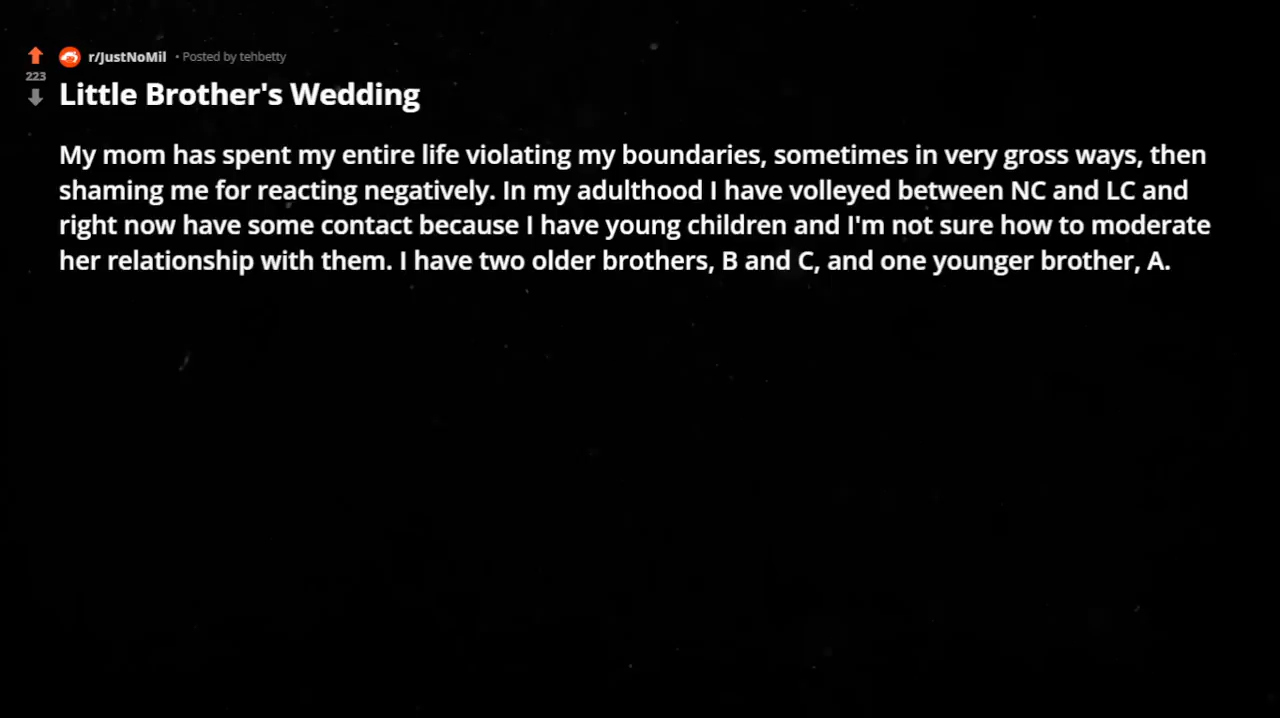 r/JustNoMil • Posted by tehbetty
223
Little Brother's Wedding
My mom has spent my entire life violating my boundaries, sometimes in very gross ways, then
shaming me for reacting negatively. In my adulthood I have volleyed between NC and LC and
right now have some contact because I have young children and I'm not sure how to moderate
her relationship with them. I have two older brothers, B and C, and one younger brother, A.